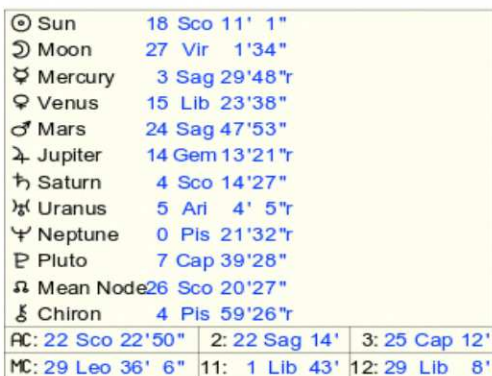 ☉ Sun 18 Sco 11' 1"
☽ Moon 27 Vir 1'34"
☿ Mercury 3 Sag 29'48"r
♀ Venus 15 Lib 23'38"
♂ Mars 24 Sag 47'53"
♃ Jupiter 14 Gem 13'21"r
♄ Saturn 4 Sco 14'27"
♅ Uranus 5 Ari 4' 5"r
♆ Neptune 0 Pis 21'32"r
♇ Pluto 7 Cap 39'28"
☊ Mean Node 26 Sco 20'27"
⚷ Chiron 4 Pis 59'26"r
AC: 22 Sco 22'50" 2: 22 Sag 14' 3: 25 Cap 12'
MC: 29 Leo 36' 6" 11: 1 Lib 43' 12: 29 Lib 8'